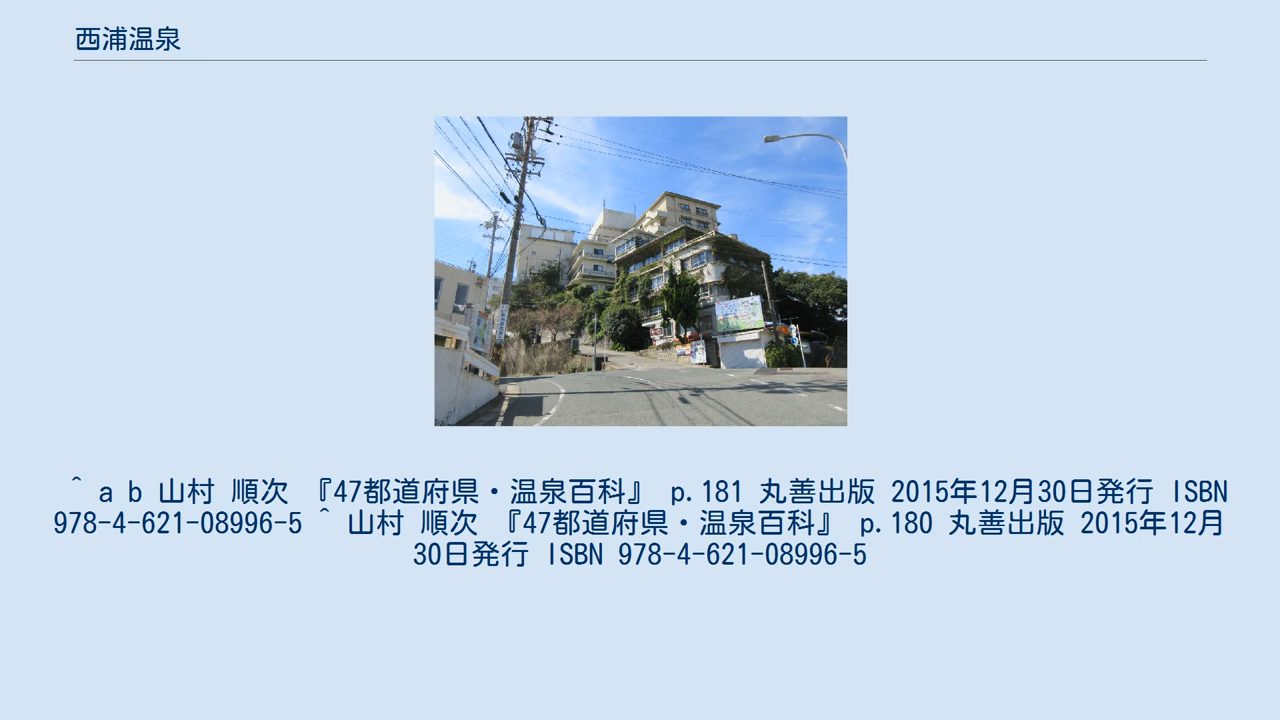 西浦温泉
^ a b 山村 順次 『47都道府県・温泉百科』 p.181 丸善出版 2015年12月30日発行 ISBN
978-4-621-08996-5 ^ 山村 順次 『47都道府県・温泉百科』 p.180 丸善出版 2015年12月
30日発行 ISBN 978-4-621-08996-5